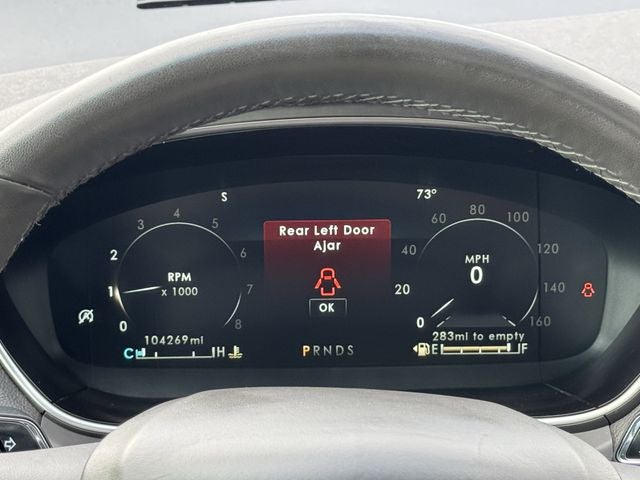 S
73°
Rear Left Door
Ajar
OK
0
1
2
3
4
5
6
7
8
RPM
x 1000
0
20
40
60
80
100
120
140
160
MPH
0
104269mi
C H
PRNDS
283mi to empty
E F